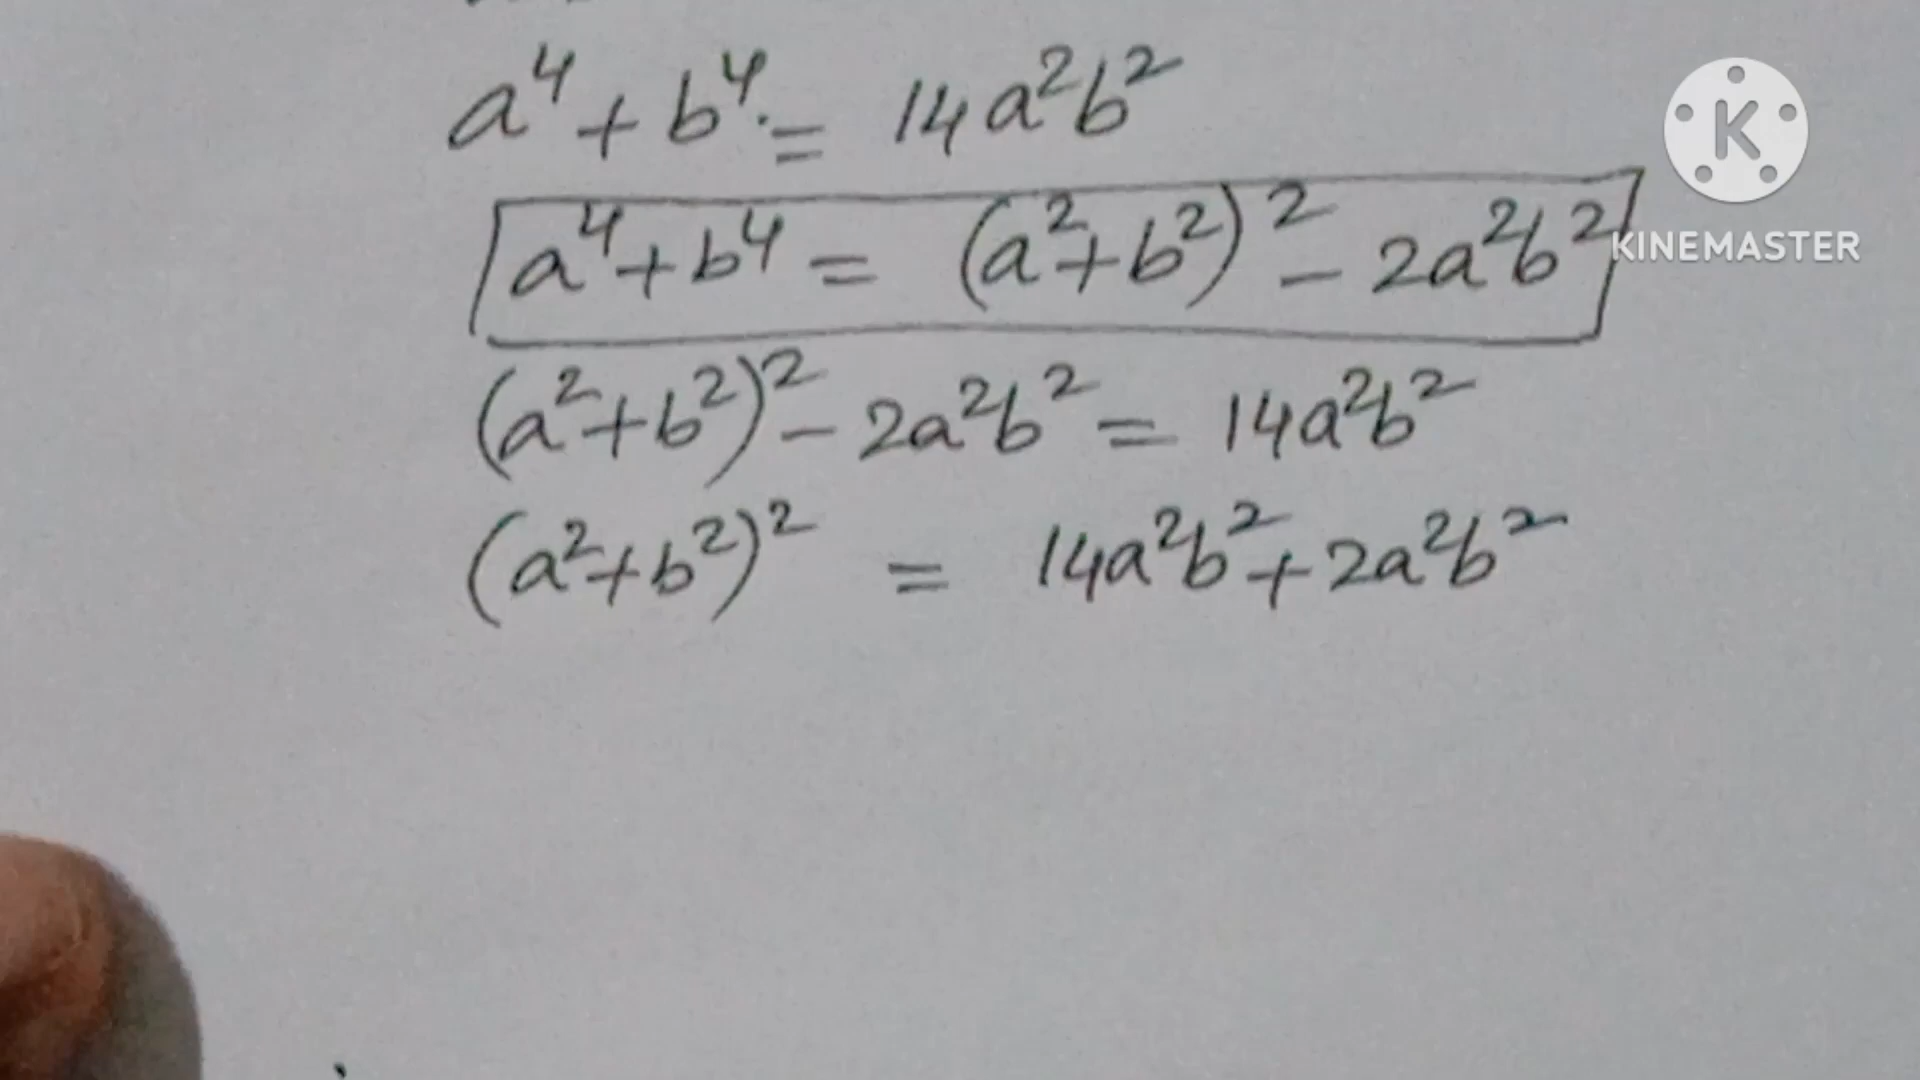 a⁴ + b⁴ = 14a²b²
a⁴ + b⁴ = (a² + b²)² - 2a²b²
(a² + b²)² - 2a²b² = 14a²b²
(a² + b²)² = 14a²b² + 2a²b²
K
KINEMASTER